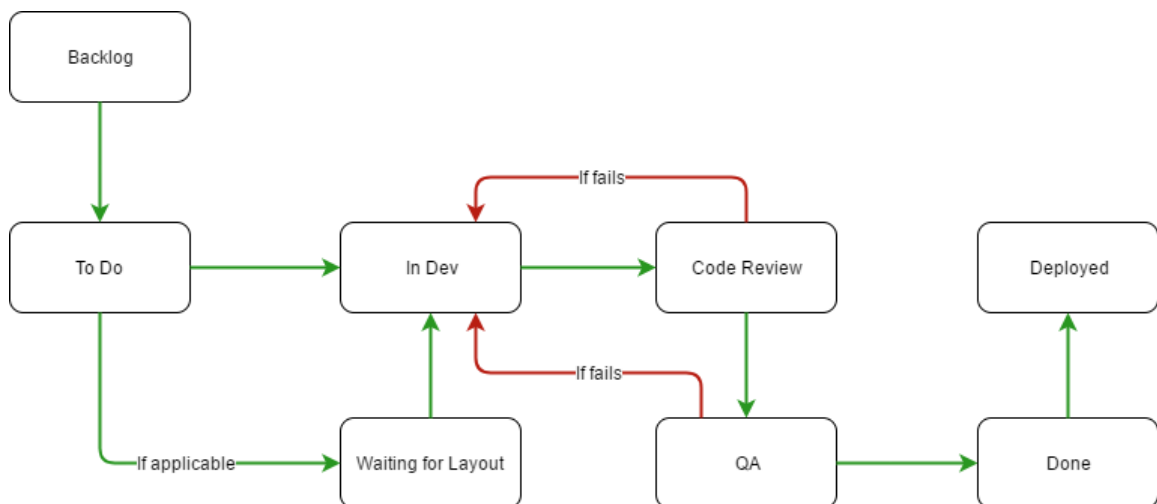 Backlog
If fails
To Do
In Dev
Code Review
Deployed
If fails
If applicable
Waiting for Layout
QA
Done